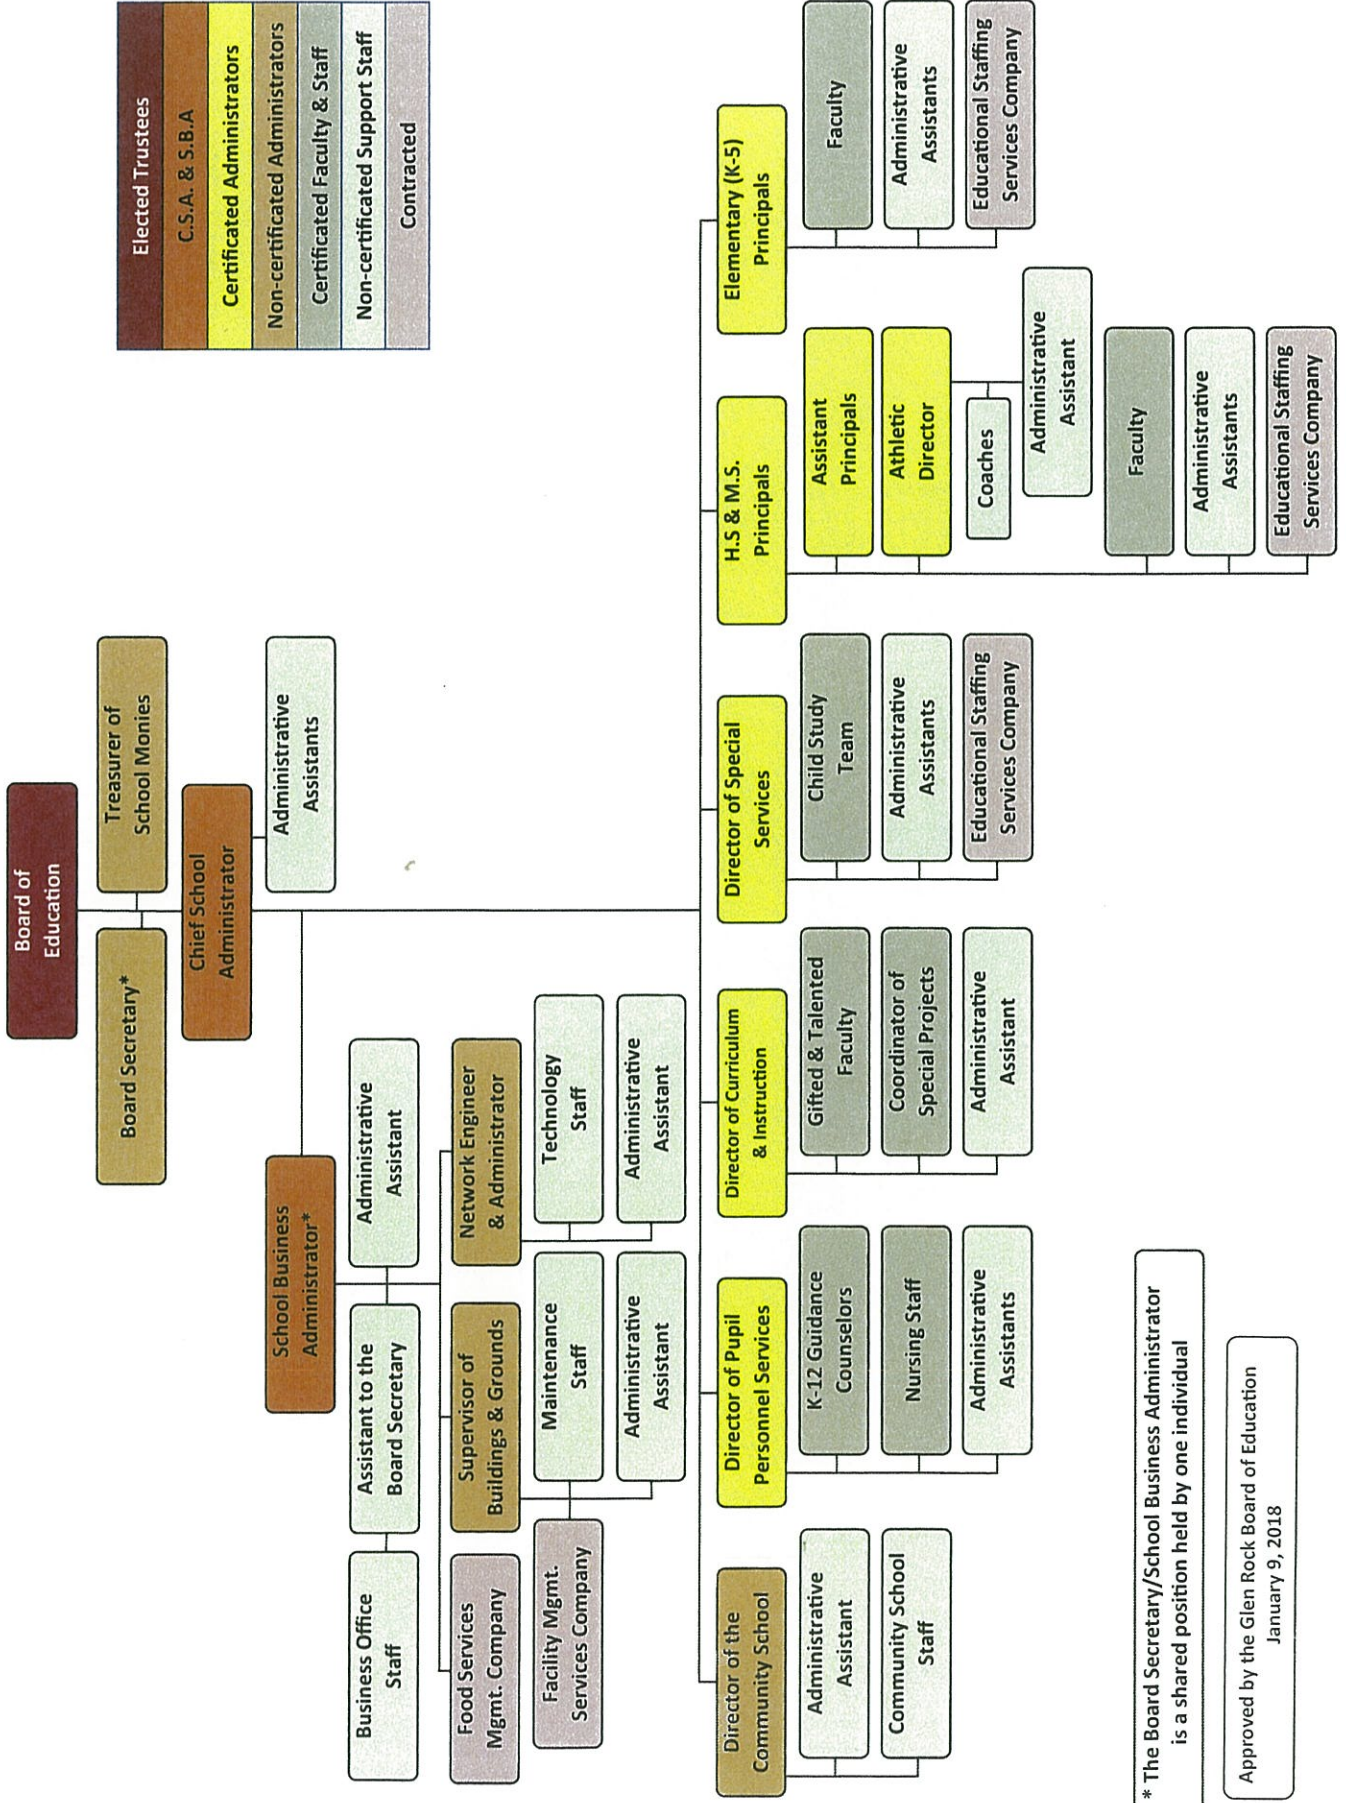 Board of
Education
Board Secretary*
Treasurer of
School Monies
Chief School
Administrator
Administrative
Assistants
Elected Trustees
C.S.A. & S.B.A
Certificated Administrators
Non-certificated Administrators
Certificated Faculty & Staff
Non-certificated Support Staff
Contracted
School Business
Administrator*
Business Office
Staff
Assistant to the
Board Secretary
Administrative
Assistant
Food Services
Mgmt. Company
Supervisor of
Buildings & Grounds
Network Engineer
& Administrator
Facility Mgmt.
Services Company
Maintenance
Staff
Technology
Staff
Administrative
Assistant
Administrative
Assistant
Director of the
Community School
Administrative
Assistant
Community School
Staff
Director of Pupil
Personnel Services
K-12 Guidance
Counselors
Nursing Staff
Administrative
Assistants
Director of Curriculum
& Instruction
Gifted & Talented
Faculty
Coordinator of
Special Projects
Administrative
Assistant
Director of Special
Services
Child Study
Team
Administrative
Assistants
Educational Staffing
Services Company
H.S & M.S.
Principals
Assistant
Principals
Athletic
Director
Coaches
Administrative
Assistant
Faculty
Administrative
Assistants
Educational Staffing
Services Company
Elementary (K-5)
Principals
Faculty
Administrative
Assistants
Educational Staffing
Services Company
* The Board Secretary/School Business Administrator
is a shared position held by one individual
Approved by the Glen Rock Board of Education
January 9, 2018